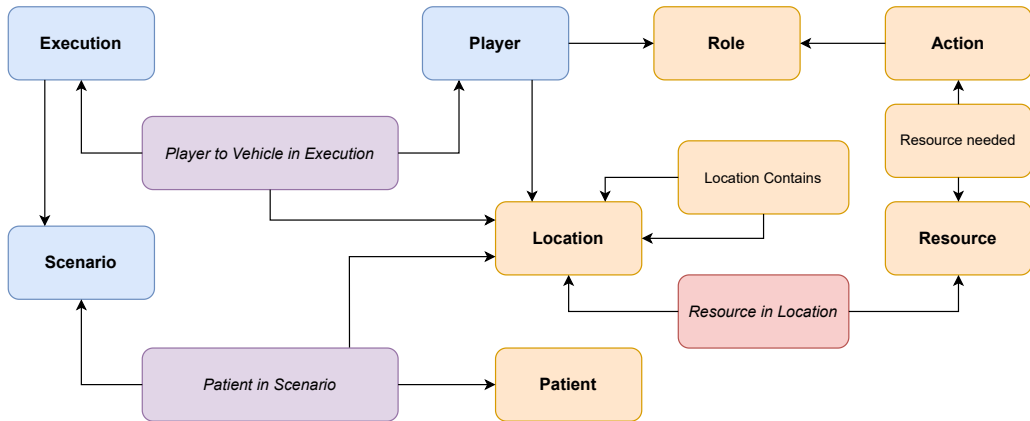 Execution
Player
Role
Action
Player to Vehicle in Execution
Resource needed
Location Contains
Location
Resource
Scenario
Resource in Location
Patient in Scenario
Patient